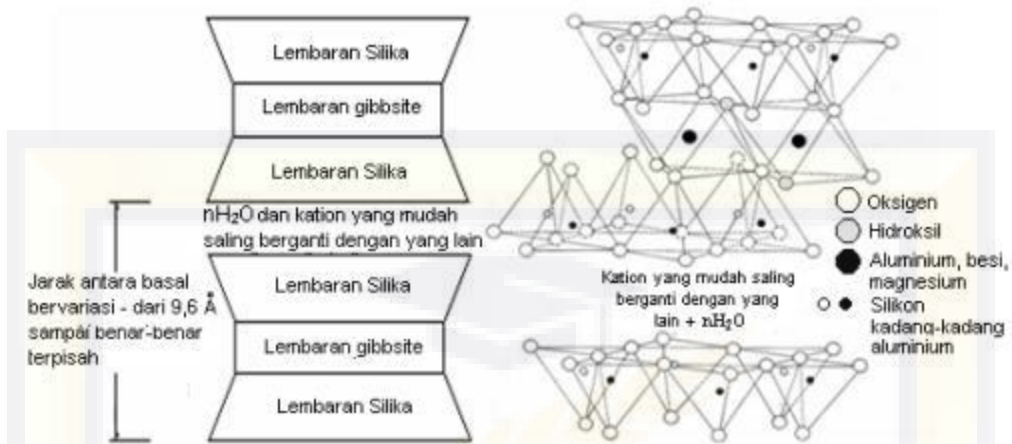 Lembaran Silika
Lembaran gibbsite
Lembaran Silika
nH₂O dan kation yang mudah
saling berganti dengan yang lain
Jarak antara basal
bervariasi - dari 9,6 Å
sampai benar-benar
terpisah
Lembaran Silika
Lembaran gibbsite
Lembaran Silika
Kation yang mudah saling
berganti dengan yang
lain + nH₂O
Oksigen
Hidroksil
Aluminium, besi,
magnesium
Silikon
kadang-kadang
aluminium